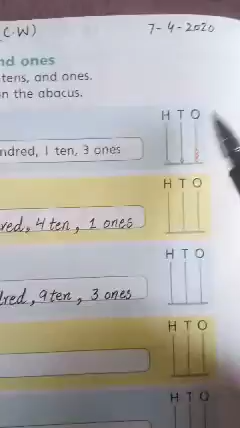 (C.W) 7-4-2020
nd ones
tens, and ones.
n the abacus.
H T O
ndred, 1 ten, 3 ones
H T O
red, 4 ten, 1 ones
H T O
dred, 9 ten, 3 ones
H T O
H T O